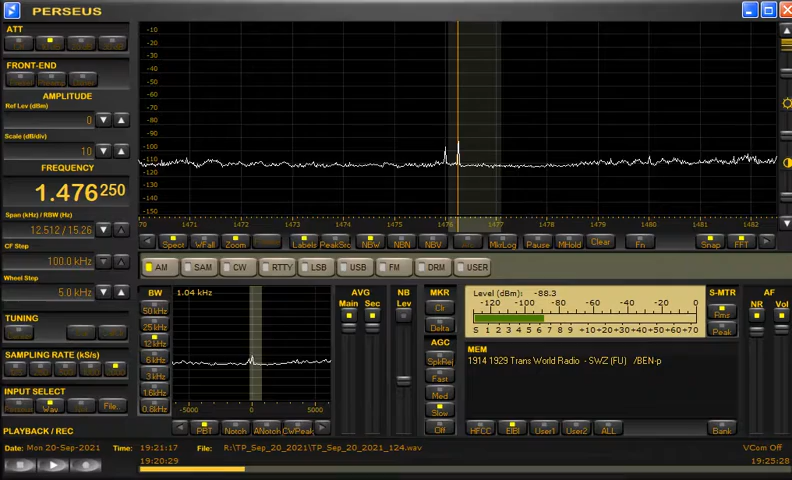 PERSEUS
ATT
FRONT-END
AMPLITUDE
Ref Lev (dBm)
0
Scale (dB/div)
10
FREQUENCY
1.476 250
Span (kHz) / RBW (Hz)
12.512 / 15.26
CF Step
100.0 kHz
Wheel Step
5.0 kHz
TUNING
SAMPLING RATE (kS/s)
INPUT SELECT
Wav File..
-10
-20
-30
-40
-50
-60
-70
-80
-90
-100
-110
-120
-130
-140
-150
70 1471 1472 1473 1474 1475 1476 1477 1478 1479 1480 1481 1482
Spect WFall Zoom Labels PeakSrc NBW NBN NBV MkrLog Pause MHold Clear Fn Snap FFT
AM SAM CW RTTY LSB USB FM DRM USER
BW 1.04 kHz
50 kHz
25 kHz
12 kHz
6 kHz
3 kHz
1.6kHz
0.8kHz
-5000 0 5000
PBT Notch ANotch CWPeak
AVG
Main Sec
NB
Lev
MKR
Clr
Delta
AGC
SpkRej
Fast
Med
Slow
Off
Level (dBm): -88.3
-120 -100 -80 -60 -40 -20 0
S 1 2 3 4 5 6 7 8 9 +10 +20 +30 +40 +50 +60 +70
S-MTR
Rms
Peak
AF
NR Vol
MEM
1914 1929 Trans World Radio - SWZ (FU) /BEN-p
HFCC EIBI User1 User2 ALL Bank
PLAYBACK / REC
Date: Mon 20-Sep-2021 Time: 19:21:17 File: R:\TP_Sep_20_2021\TP_Sep_20_2021_124.wav VCom Off
19:20:29 19:25:28